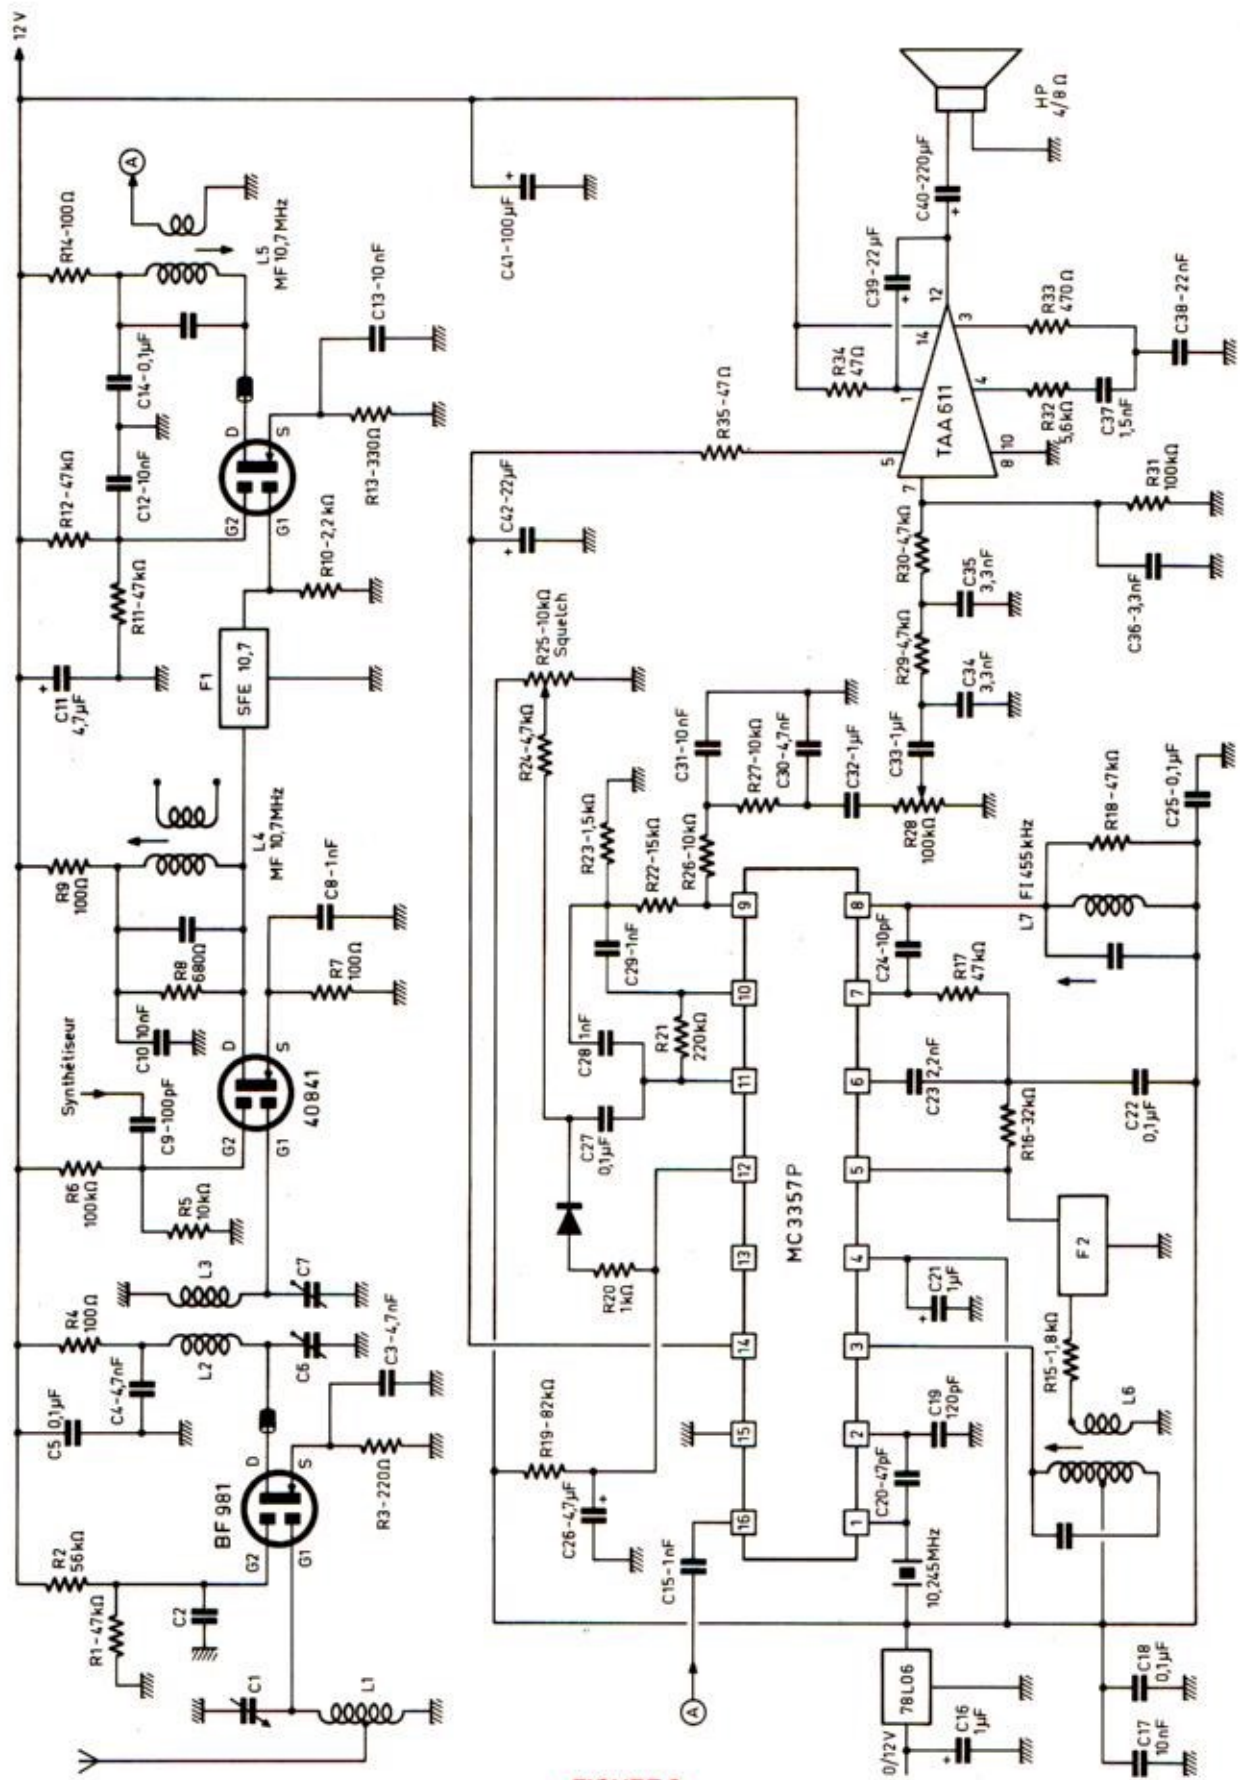 12V
R14-100Ω
A
L5
MF 10,7MHz
C14-0,1µF
C13-10nF
R12-47kΩ
C12-10nF
D
S
G2
G1
R13-330Ω
R11-47kΩ
R10-2,2kΩ
C11
4,7µF
F1
SFE 10,7
R9
100Ω
L4
MF 10,7MHz
C8-1nF
R8
680Ω
R7
100Ω
C10
10nF
D
S
Synthétiseur
C9-100pF
G2
G1
40841
R6
100kΩ
R5
10kΩ
L3
C7
R4
100Ω
L2
C6
C3-4,7nF
C5
0,1µF
C4-4,7nF
D
S
R3-220Ω
BF 981
G2
G1
R2
56kΩ
R1-47kΩ
C2
C1
L1
C41-100µF
HP
4/8Ω
C40-220µF
C39-22µF
12
14
3
R33
470Ω
C38-22nF
R34
47Ω
1
TAA 611
4
R32
5,6kΩ
C37
1,5nF
R35-47Ω
5
8
10
7
R31
100kΩ
C36-3,3nF
C42-22µF
R30-4,7kΩ
C35
3,3nF
R29-4,7kΩ
C34
3,3nF
R25-10kΩ
Squelch
R24-4,7kΩ
C31-10nF
R27-10kΩ
C30-4,7nF
C32-1µF
C33-1µF
R28
100kΩ
R23-1,5kΩ
R22-15kΩ
R26-10kΩ
C29-1nF
C28
1nF
R21
220kΩ
C27
0,1µF
R20
1kΩ
R19-82kΩ
C26-4,7µF
C15-1nF
A
9
10
11
12
13
14
15
16
MC3357P
8
7
6
5
4
3
2
1
L7 FI 455kHz
R18-47kΩ
C25-0,1µF
C24-10pF
R17
47kΩ
C23
2,2nF
R16-32kΩ
C22
0,1µF
F2
C21
1µF
R15-1,8kΩ
L6
C19
120pF
C20-47pF
10,245MHz
78L06
0/12V
C16
1µF
C18
0,1µF
C17
10nF